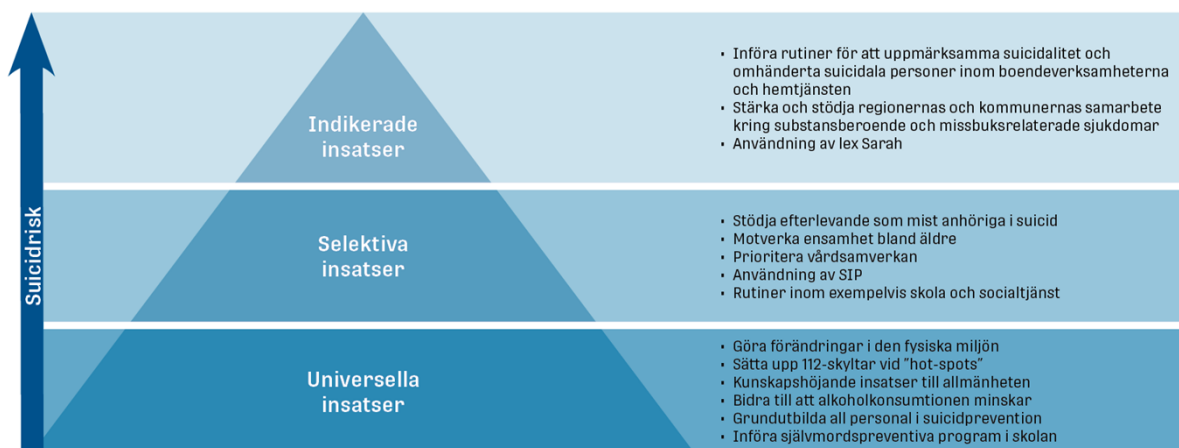 Suicidrisk
Indikerade
insatser
• Införa rutiner för att uppmärksamma suicidalitet och
omhänderta suicidala personer inom boendeverksamheterna
och hemtjänsten
• Stärka och stödja regionernas och kommunernas samarbete
kring substansberoende och missbuksrelaterade sjukdomar
• Användning av lex Sarah
Selektiva
insatser
• Stödja efterlevande som mist anhöriga i suicid
• Motverka ensamhet bland äldre
• Prioritera vårdsamverkan
• Användning av SIP
• Rutiner inom exempelvis skola och socialtjänst
Universella
insatser
• Göra förändringar i den fysiska miljön
• Sätta upp 112-skyltar vid ”hot-spots”
• Kunskapshöjande insatser till allmänheten
• Bidra till att alkoholkonsumtionen minskar
• Grundutbilda all personal i suicidprevention
• Införa självmordspreventiva program i skolan